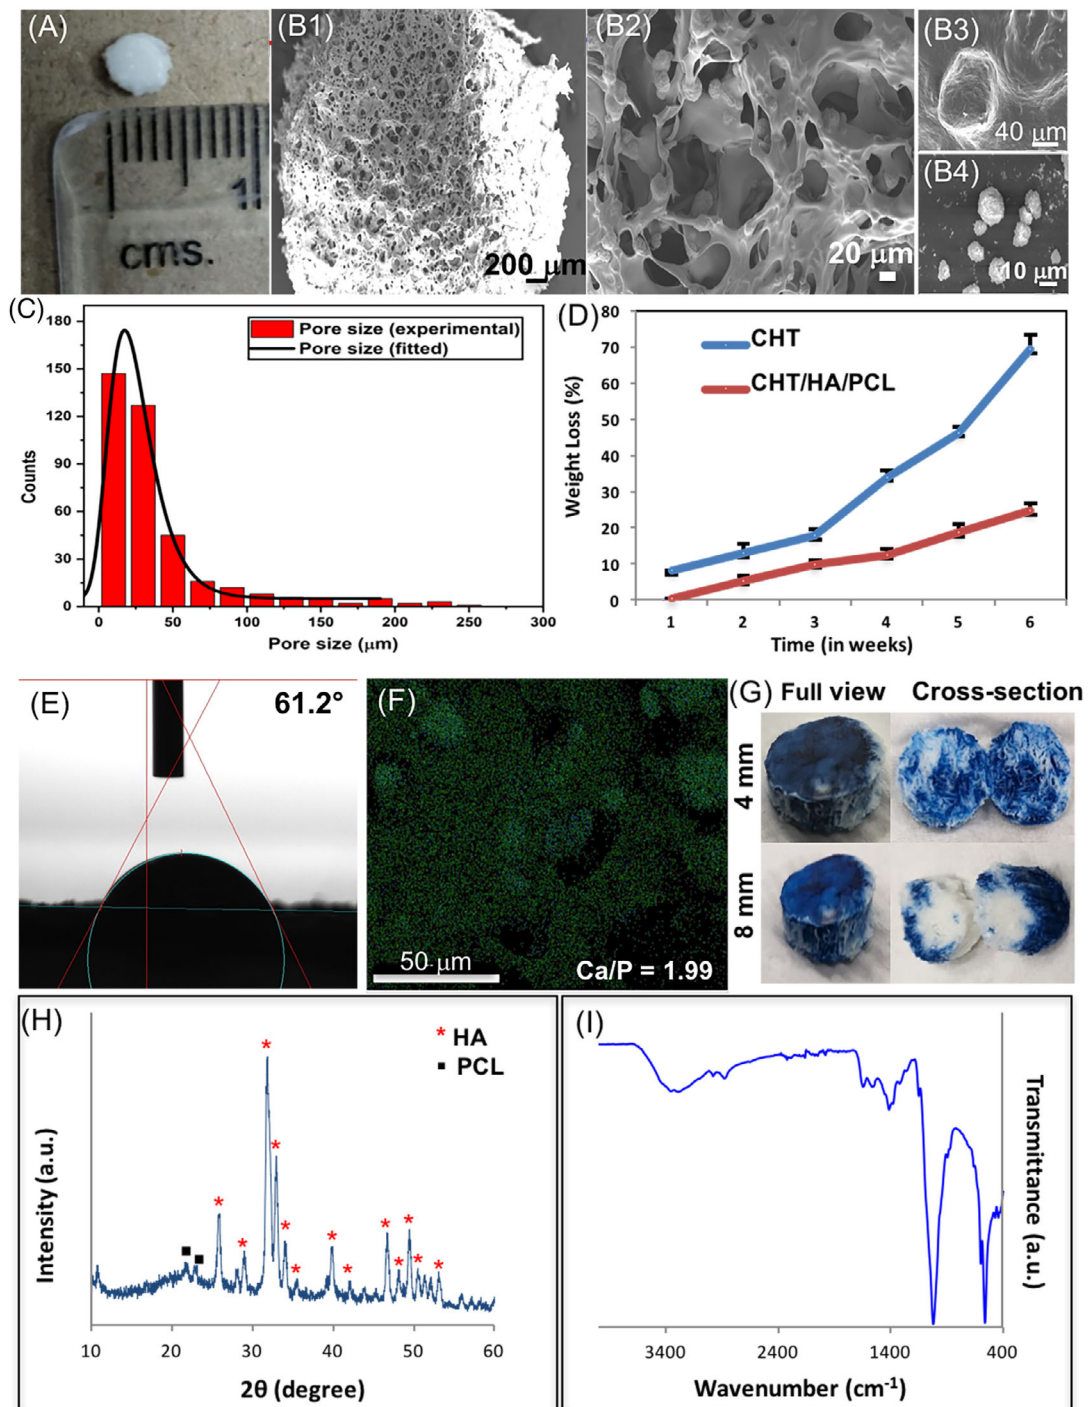 (A)
cms.
1
(B1)
200 μm
(B2)
20 μm
(B3)
40 μm
(B4)
10 μm
(C)
Counts
180
150
120
90
60
30
0
Pore size (experimental)
Pore size (fitted)
0 50 100 150 200 250 300
Pore size (μm)
(D)
Weight Loss (%)
80
70
60
50
40
30
20
10
0
CHT
CHT/HA/PCL
1 2 3 4 5 6
Time (in weeks)
(E)
61.2°
(F)
50 μm
Ca/P = 1.99
(G)
Full view Cross-section
4 mm
8 mm
(H)
* HA
▪ PCL
Intensity (a.u.)
10 20 30 40 50 60
2θ (degree)
(I)
Transmittance (a.u.)
3400 2400 1400 400
Wavenumber (cm⁻¹)